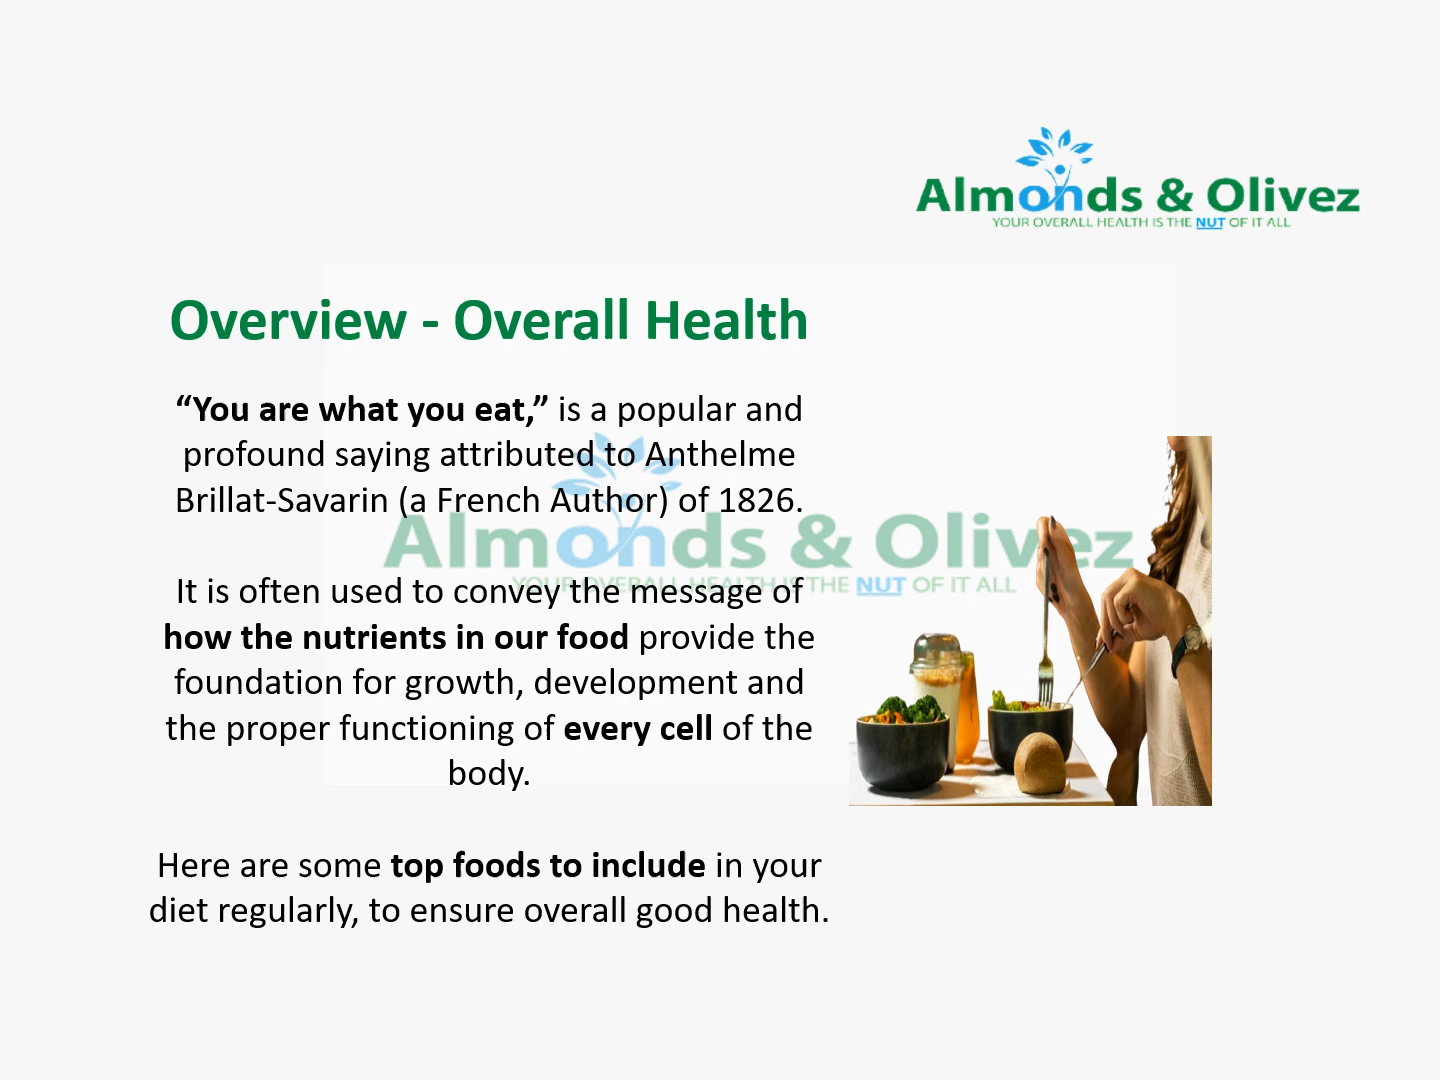 Almonds & Olivez
YOUR OVERALL HEALTH IS THE NUT OF IT ALL
Overview - Overall Health
“You are what you eat,” is a popular and
profound saying attributed to Anthelme
Brillat-Savarin (a French Author) of 1826.
Almonds & Olivez
YOUR OVERALL HEALTH IS THE NUT OF IT ALL
It is often used to convey the message of
how the nutrients in our food provide the
foundation for growth, development and
the proper functioning of every cell of the
body.
Here are some top foods to include in your
diet regularly, to ensure overall good health.